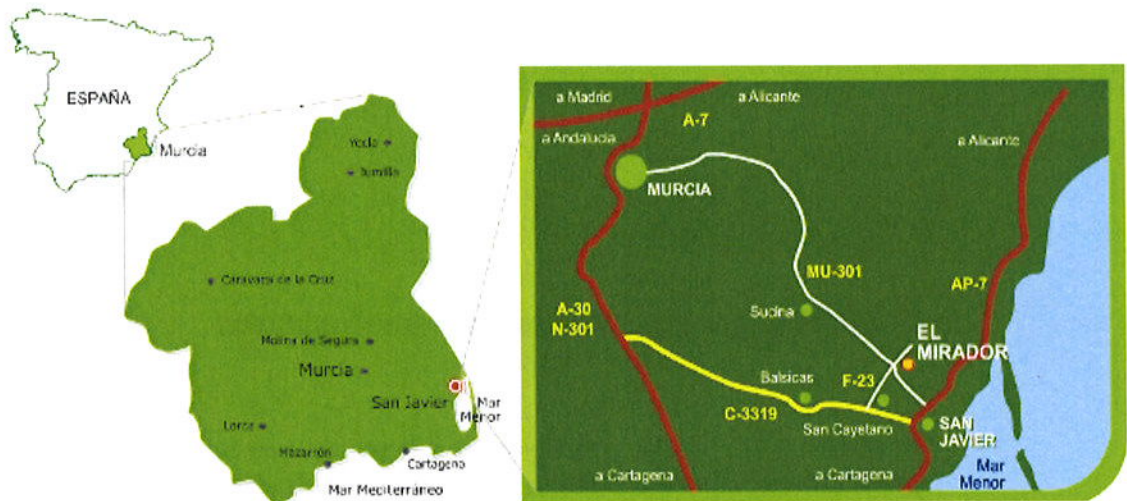 ESPAÑA
Murcia
Yecla
Jumilla
Caravaca de la Cruz
Molina de Segura
Murcia
San Javier
Mar
Menor
Lorca
Mazarrón
Cartagena
Mar Mediterráneo
a Madrid
a Alicante
A-7
a Andalucía
a Alicante
MURCIA
MU-301
AP-7
A-30
N-301
Sucina
EL
MIRADOR
Balsicas
F-23
C-3319
San Cayetano
SAN
JAVIER
a Cartagena
a Cartagena
Mar
Menor